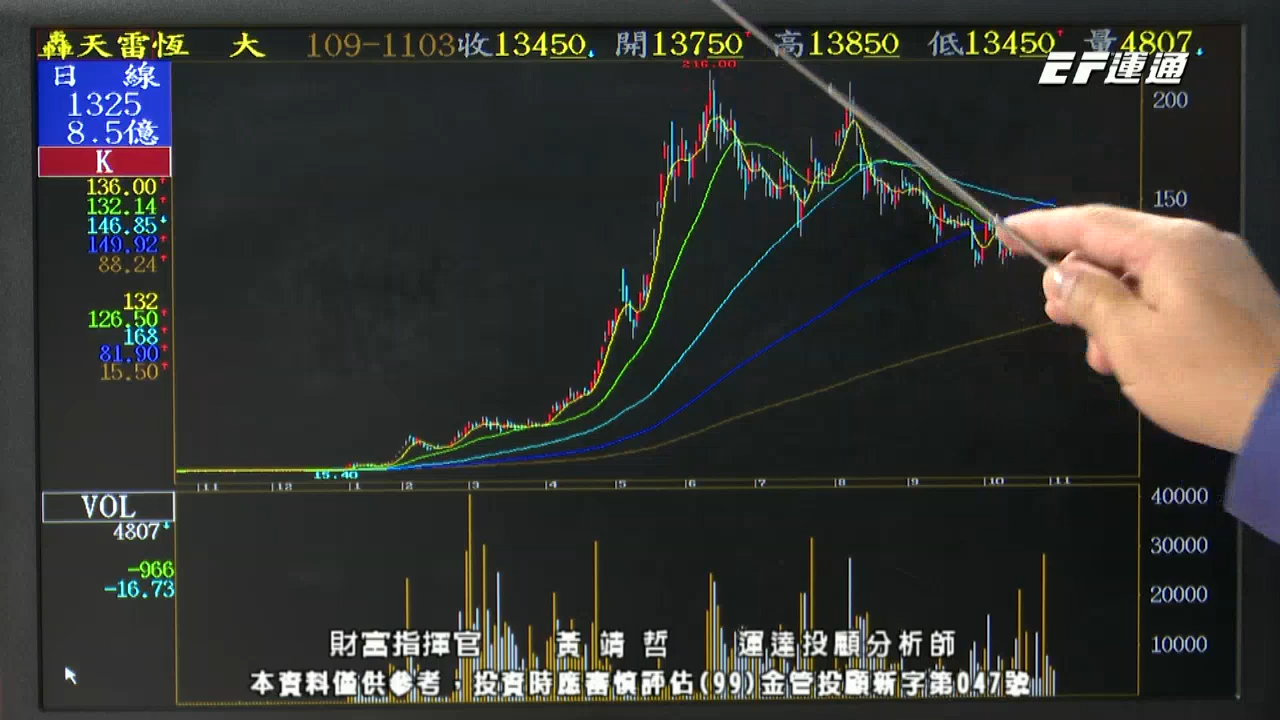 轟天雷恆 大 109-1103收13450 開13750 高13850 低13450 量4807
EF運通
日 線
1325
8.5億
K
136.00
132.14
146.85
149.92
88.24
132
126.50
168
81.90
15.50
216.00
200
150
15.40
11 12 1 2 3 4 5 6 7 8 9 10 11
VOL
4807
-966
-16.73
40000
30000
20000
10000
財富指揮官 黃靖哲 運達投顧分析師
本資料僅供參考，投資時應審慎評估(99)金管投顧新字第047號